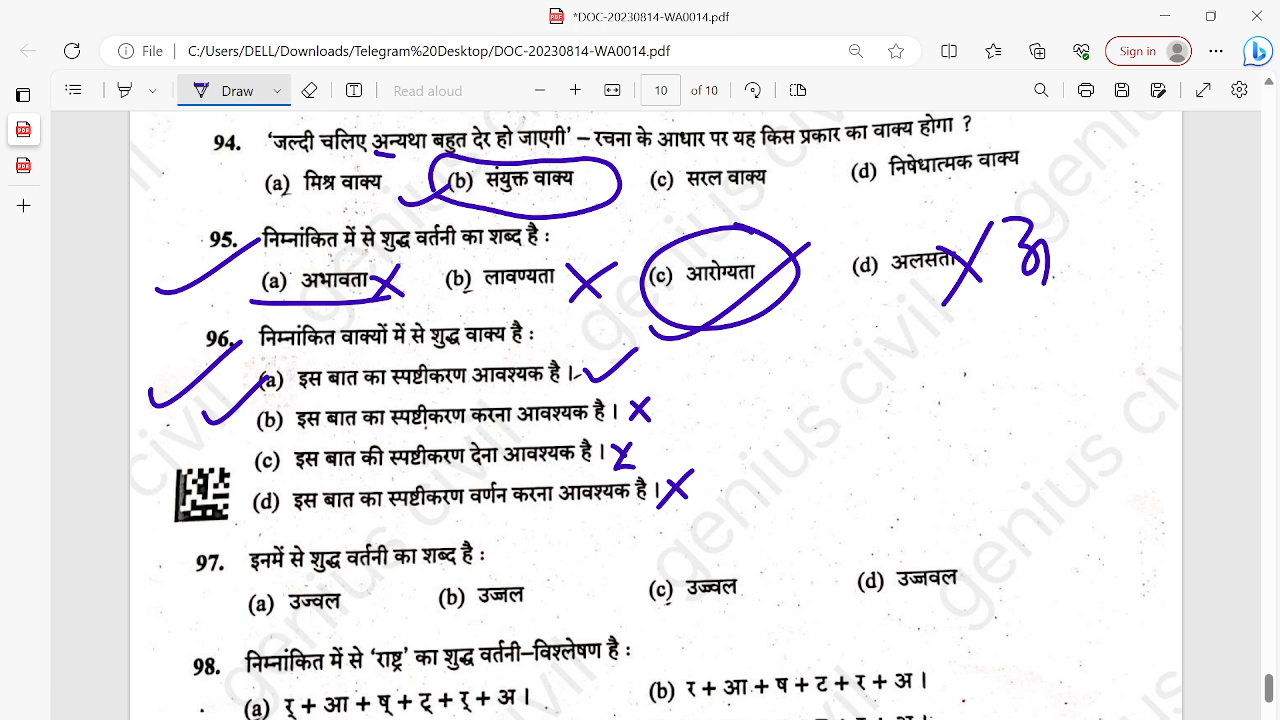 *DOC-20230814-WA0014.pdf
File C:/Users/DELL/Downloads/Telegram%20Desktop/DOC-20230814-WA0014.pdf Sign in
Draw Read aloud 10 of 10
94. ‘जल्दी चलिए अन्यथा बहुत देर हो जाएगी’ – रचना के आधार पर यह किस प्रकार का वाक्य होगा ?
(a) मिश्र वाक्य (b) संयुक्त वाक्य (c) सरल वाक्य (d) निषेधात्मक वाक्य
95. निम्नांकित में से शुद्ध वर्तनी का शब्द है :
(a) अभावता (b) लावण्यता (c) आरोग्यता (d) अलसता
96. निम्नांकित वाक्यों में से शुद्ध वाक्य है :
(a) इस बात का स्पष्टीकरण आवश्यक है।
(b) इस बात का स्पष्टीकरण करना आवश्यक है।
(c) इस बात की स्पष्टीकरण देना आवश्यक है।
(d) इस बात का स्पष्टीकरण वर्णन करना आवश्यक है।
97. इनमें से शुद्ध वर्तनी का शब्द है :
(a) उज्वल (b) उज्जल (c) उज्ज्वल (d) उज्जवल
98. निम्नांकित में से ‘राष्ट्र’ का शुद्ध वर्तनी–विश्लेषण है :
(a) र् + आ + ष् + ट् + र् + अ। (b) र + आ + ष + ट + र + अ।
genius civil